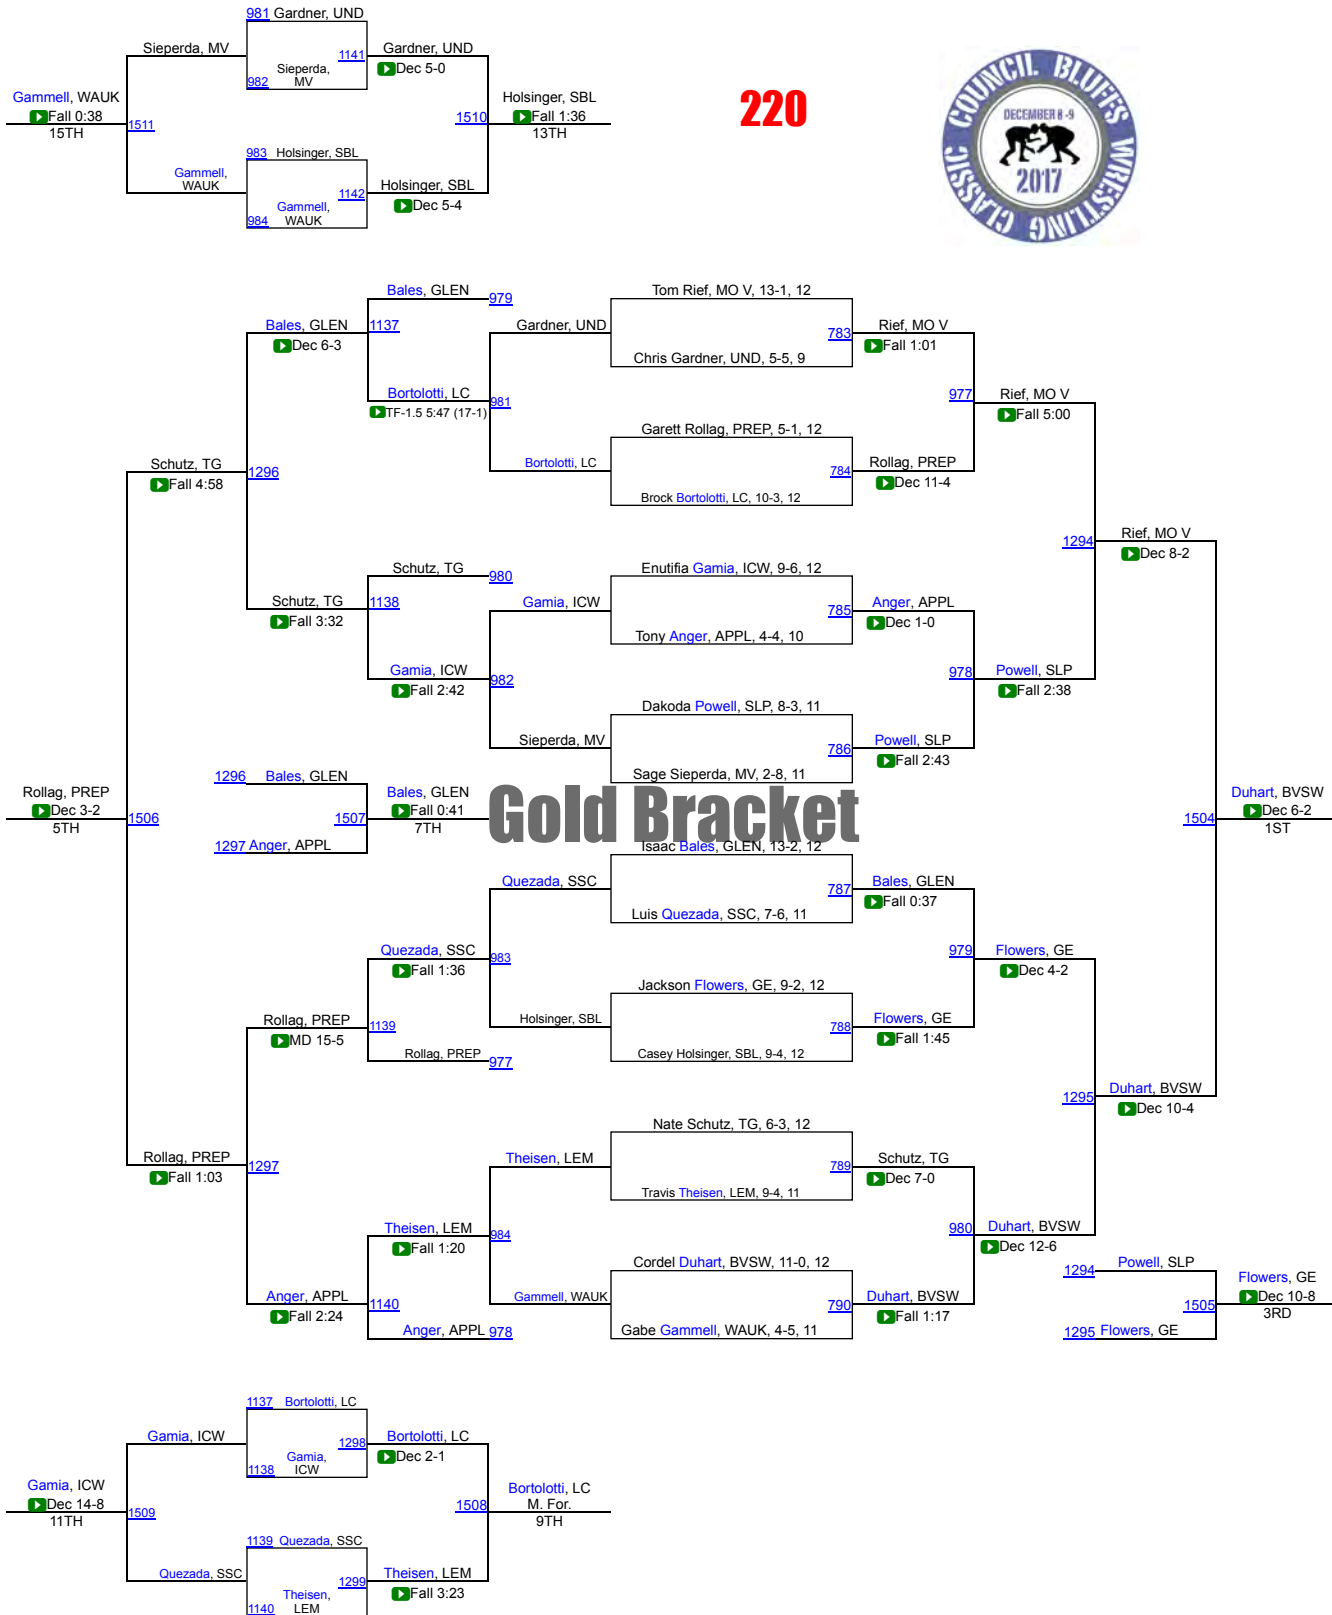 981 Gardner, UND
Sieperda, MV
1141
Gardner, UND
Dec 5-0
Sieperda,
MV
982
Gammell, WAUK
Fall 0:38
15TH
1511
1510
Holsinger, SBL
Fall 1:36
13TH
983 Holsinger, SBL
Gammell,
WAUK
1142
Holsinger, SBL
Dec 5-4
Gammell,
WAUK
984
220
COUNCIL BLUFFS WRESTLING CLASSIC
DECEMBER 8-9
2017
Bales, GLEN 979
Bales, GLEN
Dec 6-3
1137
Bortolotti, LC
TF-1.5 5:47 (17-1)
981
Gardner, UND
Bortolotti, LC
Tom Rief, MO V, 13-1, 12
783
Chris Gardner, UND, 5-5, 9
Rief, MO V
Fall 1:01
977
Rief, MO V
Fall 5:00
Garett Rollag, PREP, 5-1, 12
784
Brock Bortolotti, LC, 10-3, 12
Rollag, PREP
Dec 11-4
Schutz, TG
Fall 4:58
1296
1294
Rief, MO V
Dec 8-2
Schutz, TG 980
Schutz, TG
Fall 3:32
1138
Gamia, ICW
Fall 2:42
982
Gamia, ICW
Sieperda, MV
Enutifia Gamia, ICW, 9-6, 12
785
Tony Anger, APPL, 4-4, 10
Anger, APPL
Dec 1-0
978
Powell, SLP
Fall 2:38
Dakoda Powell, SLP, 8-3, 11
786
Sage Sieperda, MV, 2-8, 11
Powell, SLP
Fall 2:43
Rollag, PREP
Dec 3-2
5TH
1506
1296 Bales, GLEN
1507
1297 Anger, APPL
Bales, GLEN
Fall 0:41
7TH
Gold Bracket
1504
Duhart, BVSW
Dec 6-2
1ST
Isaac Bales, GLEN, 13-2, 12
787
Luis Quezada, SSC, 7-6, 11
Quezada, SSC
Bales, GLEN
Fall 0:37
Quezada, SSC
Fall 1:36
983
979
Flowers, GE
Dec 4-2
Jackson Flowers, GE, 9-2, 12
788
Casey Holsinger, SBL, 9-4, 12
Holsinger, SBL
Flowers, GE
Fall 1:45
Rollag, PREP
MD 15-5
1139
Rollag, PREP 977
1295
Duhart, BVSW
Dec 10-4
Rollag, PREP
Fall 1:03
1297
Nate Schutz, TG, 6-3, 12
789
Travis Theisen, LEM, 9-4, 11
Theisen, LEM
Schutz, TG
Dec 7-0
Theisen, LEM
Fall 1:20
984
980
Duhart, BVSW
Dec 12-6
Cordel Duhart, BVSW, 11-0, 12
790
Gabe Gammell, WAUK, 4-5, 11
Gammell, WAUK
Duhart, BVSW
Fall 1:17
Anger, APPL
Fall 2:24
1140
Anger, APPL 978
1294 Powell, SLP
1505
1295 Flowers, GE
Flowers, GE
Dec 10-8
3RD
1137 Bortolotti, LC
Gamia, ICW
1298
Bortolotti, LC
Dec 2-1
Gamia,
ICW
1138
Gamia, ICW
Dec 14-8
11TH
1509
1508
Bortolotti, LC
M. For.
9TH
1139 Quezada, SSC
Quezada, SSC
1299
Theisen, LEM
Fall 3:23
Theisen,
LEM
1140